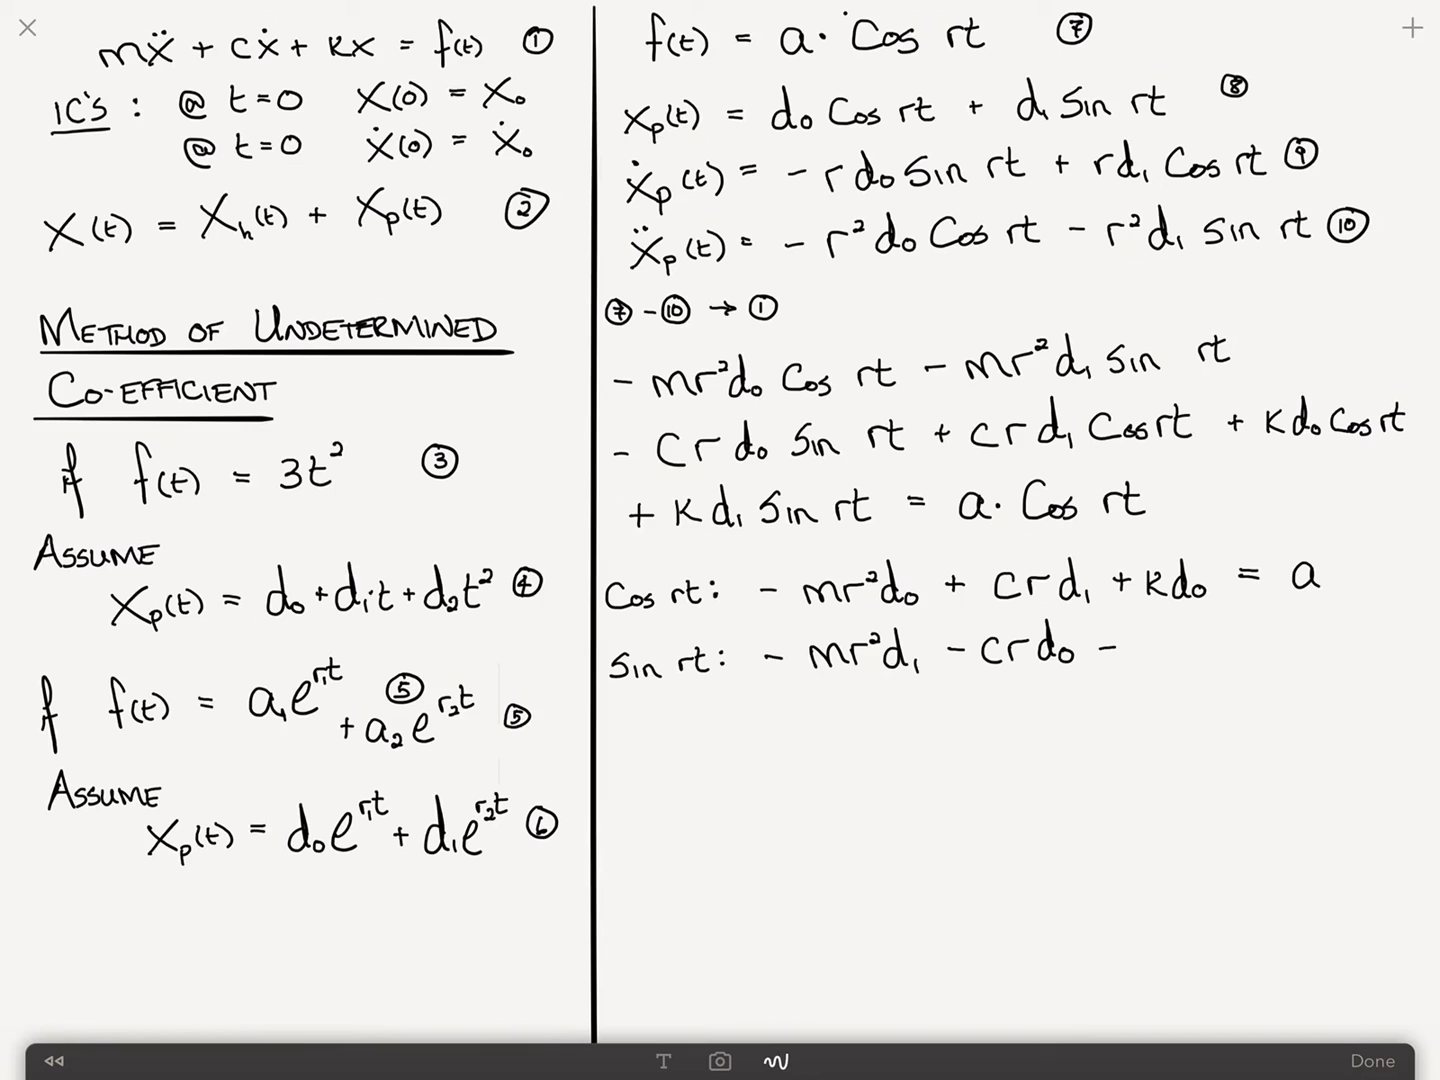 mẍ + cẋ + kx = f(t) ①
IC's : @ t=0 x(0) = x₀
@ t=0 ẋ(0) = ẋ₀
x(t) = xₕ(t) + xₚ(t) ②
METHOD OF UNDETERMINED
CO-EFFICIENT
If f(t) = 3t² ③
ASSUME
xₚ(t) = d₀ + d₁t + d₂t² ④
If f(t) = a₁e^r₁t ⑤
+ a₂e^r₂t ⑤
ASSUME
xₚ(t) = d₀e^r₁t + d₁e^r₂t ⑥
f(t) = a· Cos rt ⑦
xₚ(t) = d₀ Cos rt + d₁ Sin rt ⑧
ẋₚ(t) = - rd₀ Sin rt + rd₁ Cos rt ⑨
ẍₚ(t) = - r²d₀ Cos rt - r²d₁ Sin rt ⑩
⑦ - ⑩ → ①
- mr²d₀ Cos rt - mr²d₁ Sin rt
- crd₀ Sin rt + crd₁ Cos rt + kd₀ Cos rt
+ kd₁ Sin rt = a· Cos rt
Cos rt: - mr²d₀ + crd₁ + kd₀ = a
Sin rt: - mr²d₁ - crd₀ -
T Done